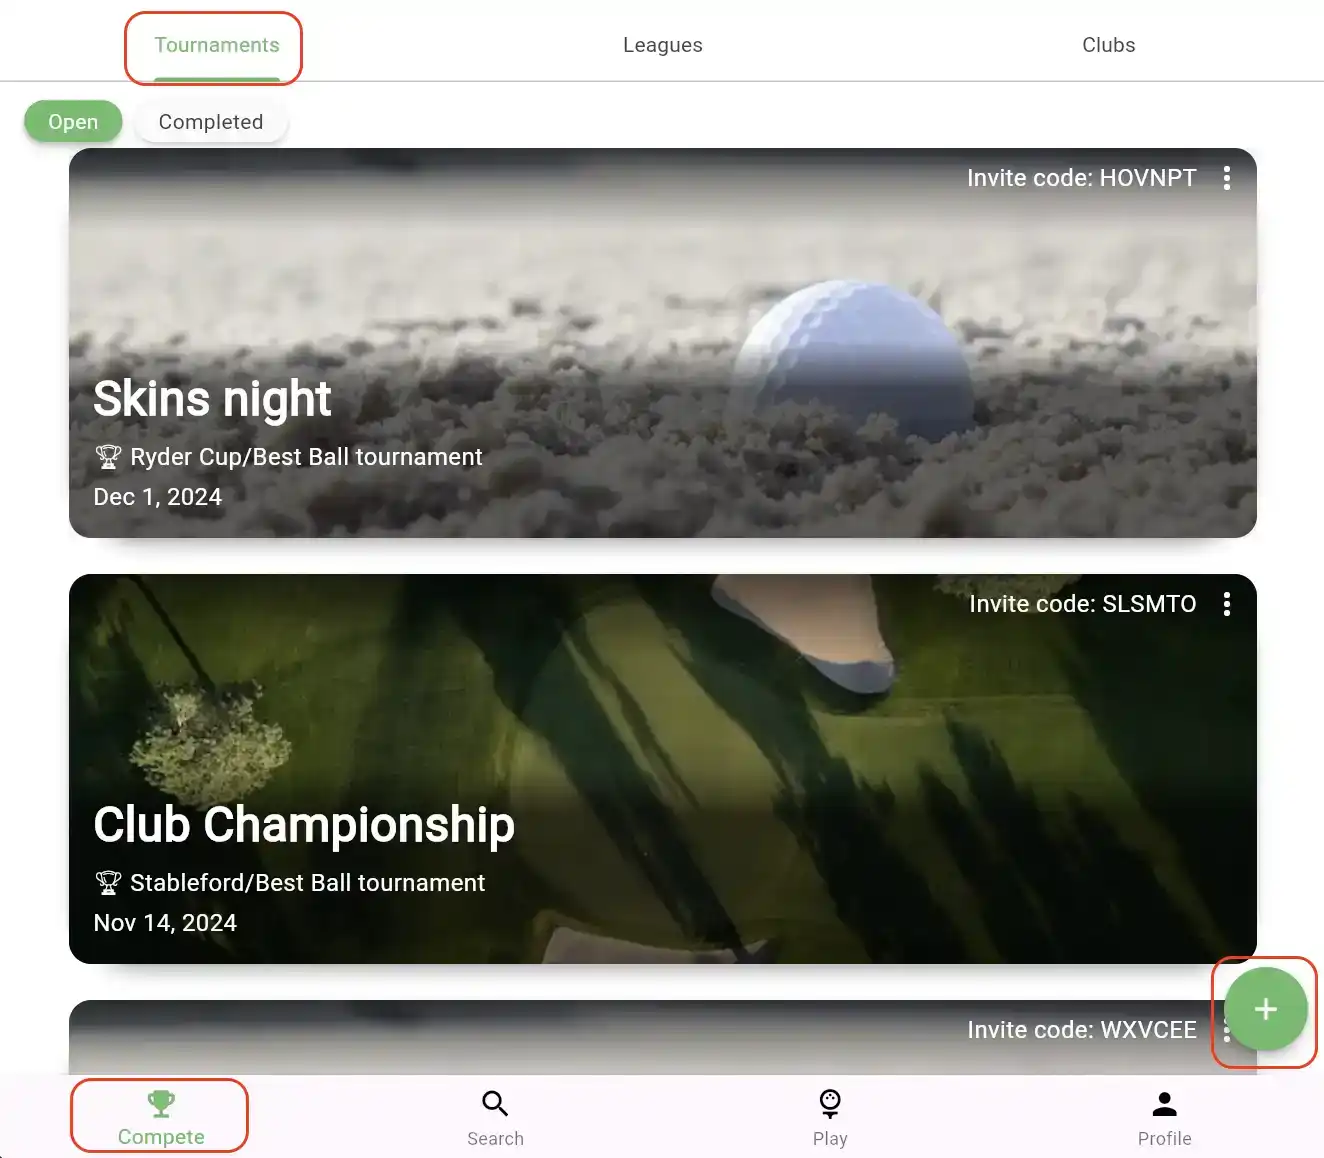 Tournaments Leagues Clubs
Open Completed
Invite code: HOVNPT
Skins night
🏆 Ryder Cup/Best Ball tournament
Dec 1, 2024
Invite code: SLSMTO
Club Championship
🏆 Stableford/Best Ball tournament
Nov 14, 2024
Invite code: WXVCEE
+
Compete Search Play Profile